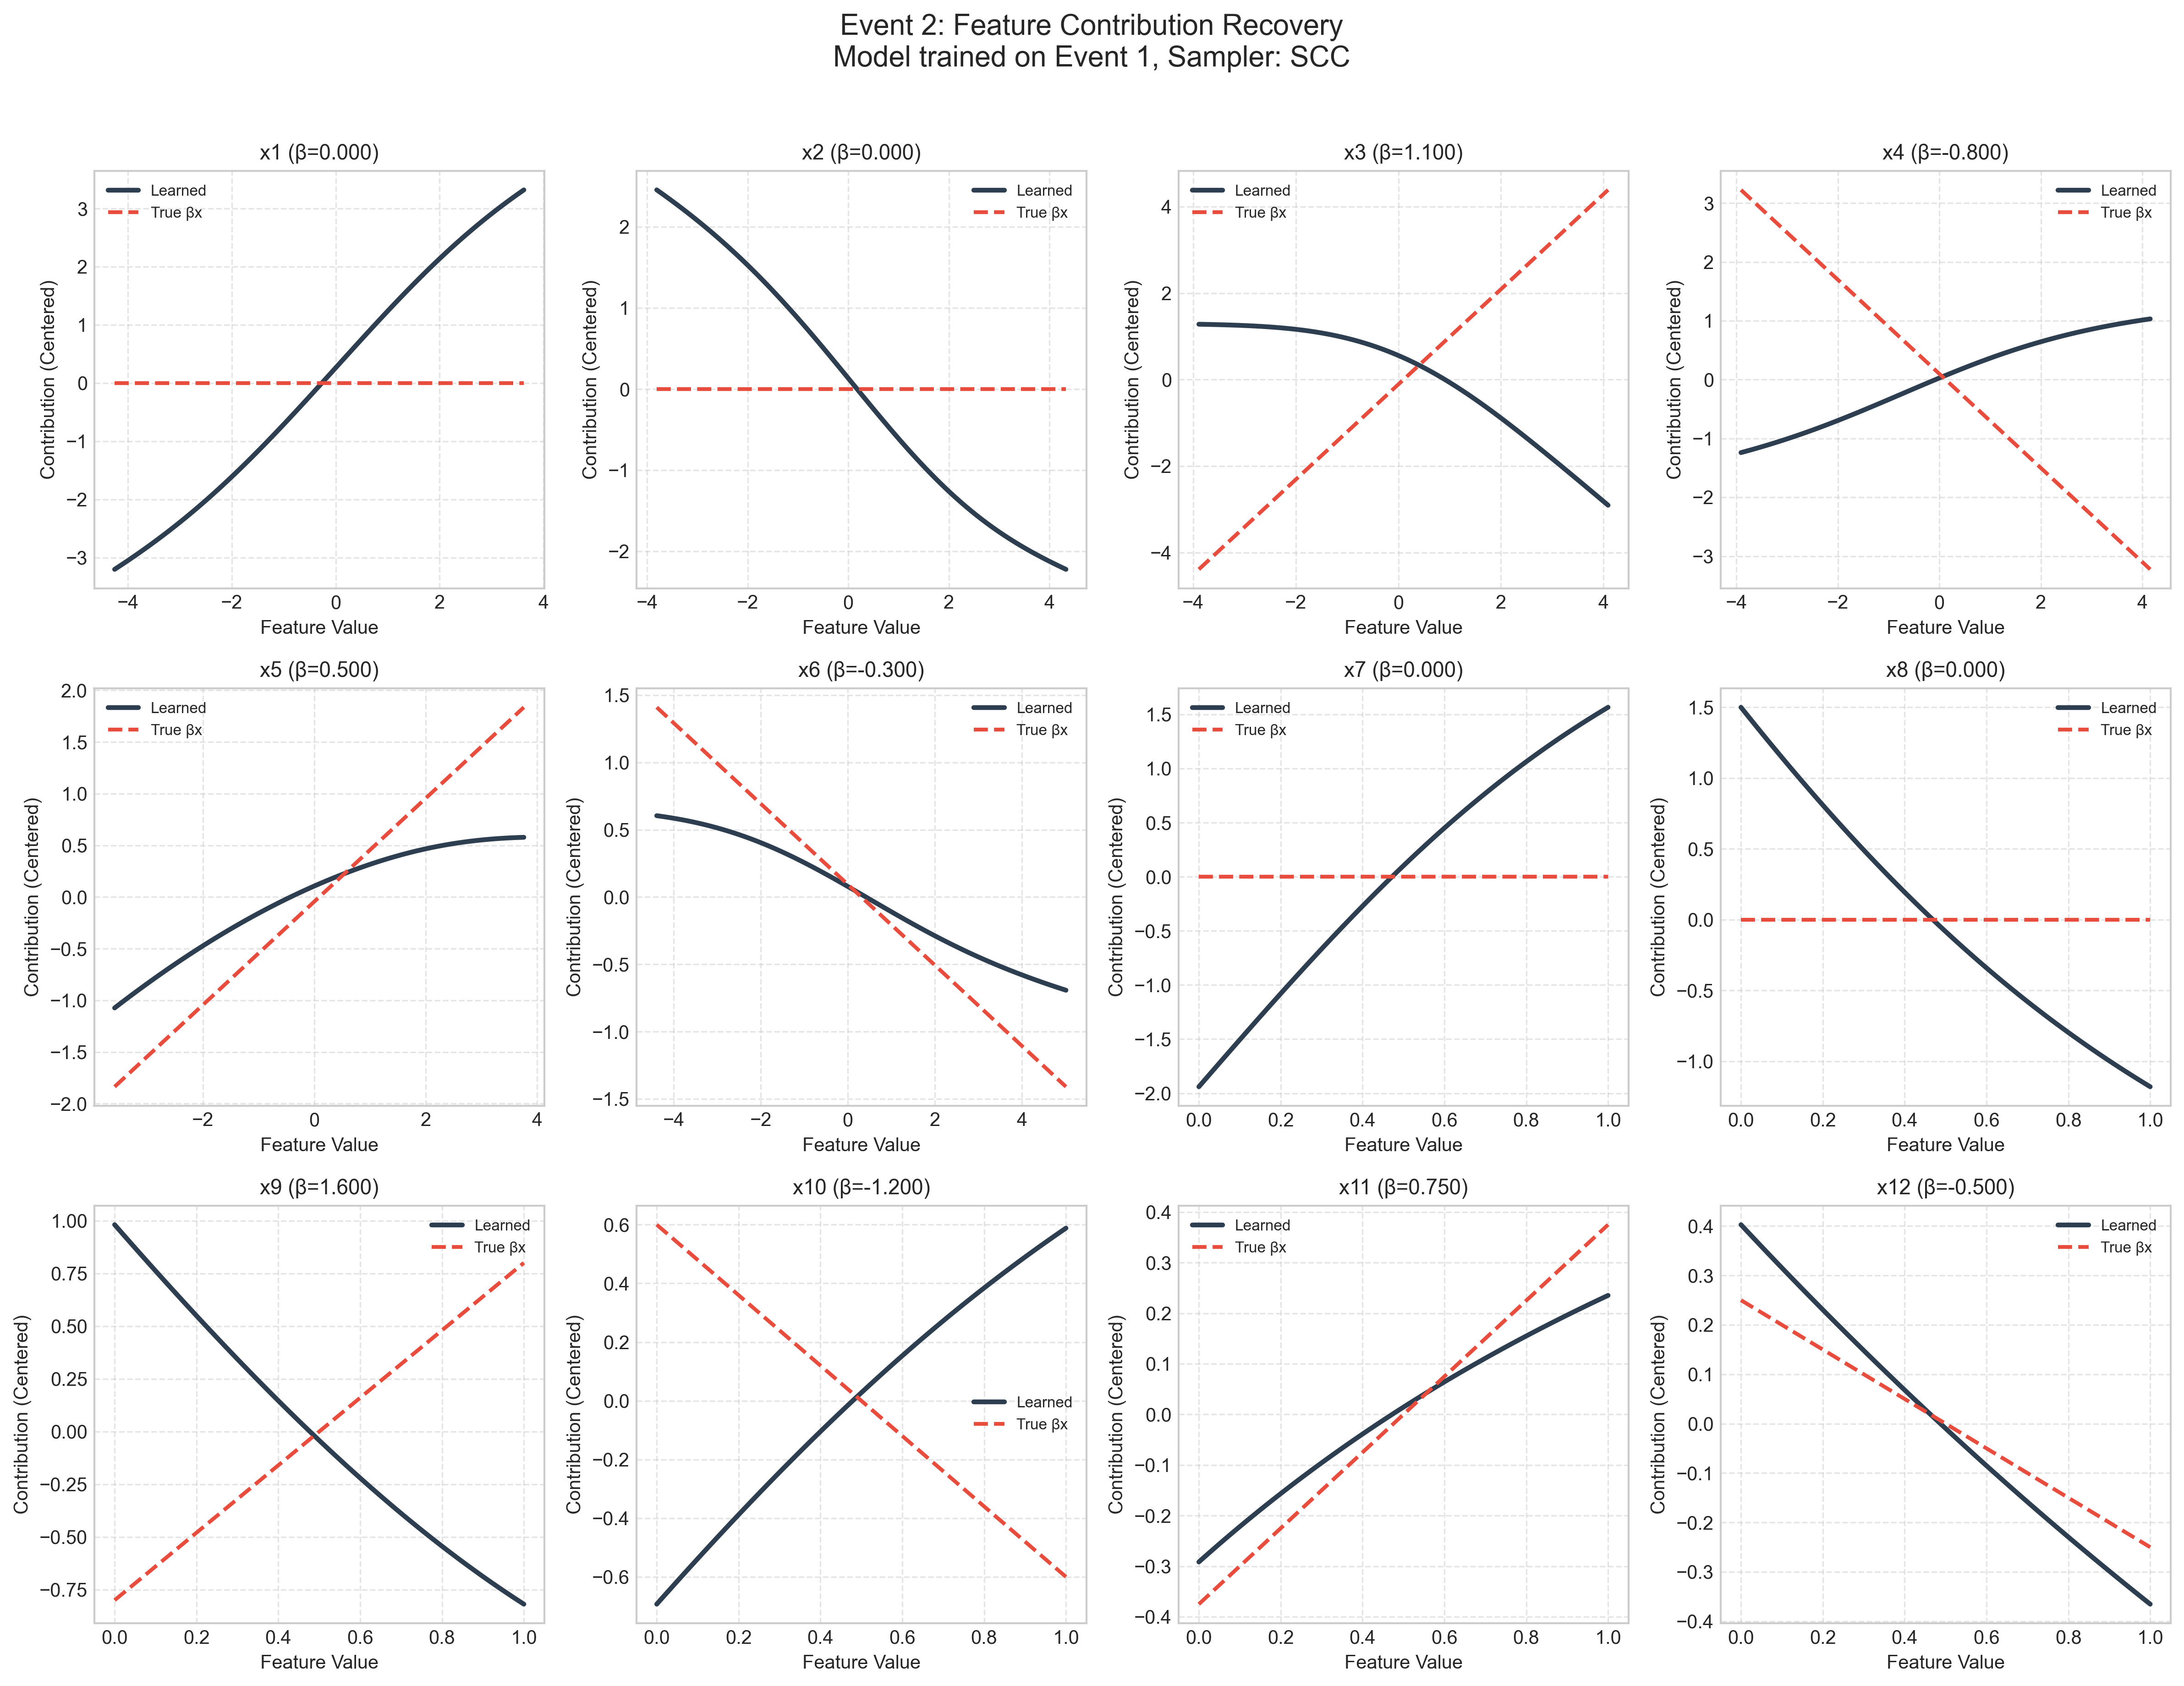 Event 2: Feature Contribution Recovery
Model trained on Event 1, Sampler: SCC
x1 (β=0.000)
Learned
True βx
Contribution (Centered)
3
2
1
0
−1
−2
−3
−4
−2
0
2
4
Feature Value
x2 (β=0.000)
Learned
True βx
Contribution (Centered)
2
1
0
−1
−2
−4
−2
0
2
4
Feature Value
x3 (β=1.100)
Learned
True βx
Contribution (Centered)
4
2
0
−2
−4
−4
−2
0
2
4
Feature Value
x4 (β=-0.800)
Learned
True βx
Contribution (Centered)
3
2
1
0
−1
−2
−3
−4
−2
0
2
4
Feature Value
x5 (β=0.500)
Learned
True βx
Contribution (Centered)
2.0
1.5
1.0
0.5
0.0
−0.5
−1.0
−1.5
−2.0
−2
0
2
4
Feature Value
x6 (β=-0.300)
Learned
True βx
Contribution (Centered)
1.5
1.0
0.5
0.0
−0.5
−1.0
−1.5
−4
−2
0
2
4
Feature Value
x7 (β=0.000)
Learned
True βx
Contribution (Centered)
1.5
1.0
0.5
0.0
−0.5
−1.0
−1.5
−2.0
0.0
0.2
0.4
0.6
0.8
1.0
Feature Value
x8 (β=0.000)
Learned
True βx
Contribution (Centered)
1.5
1.0
0.5
0.0
−0.5
−1.0
0.0
0.2
0.4
0.6
0.8
1.0
Feature Value
x9 (β=1.600)
Learned
True βx
Contribution (Centered)
1.00
0.75
0.50
0.25
0.00
−0.25
−0.50
−0.75
0.0
0.2
0.4
0.6
0.8
1.0
Feature Value
x10 (β=-1.200)
Learned
True βx
Contribution (Centered)
0.6
0.4
0.2
0.0
−0.2
−0.4
−0.6
0.0
0.2
0.4
0.6
0.8
1.0
Feature Value
x11 (β=0.750)
Learned
True βx
Contribution (Centered)
0.4
0.3
0.2
0.1
0.0
−0.1
−0.2
−0.3
−0.4
0.0
0.2
0.4
0.6
0.8
1.0
Feature Value
x12 (β=-0.500)
Learned
True βx
Contribution (Centered)
0.4
0.3
0.2
0.1
0.0
−0.1
−0.2
−0.3
−0.4
0.0
0.2
0.4
0.6
0.8
1.0
Feature Value